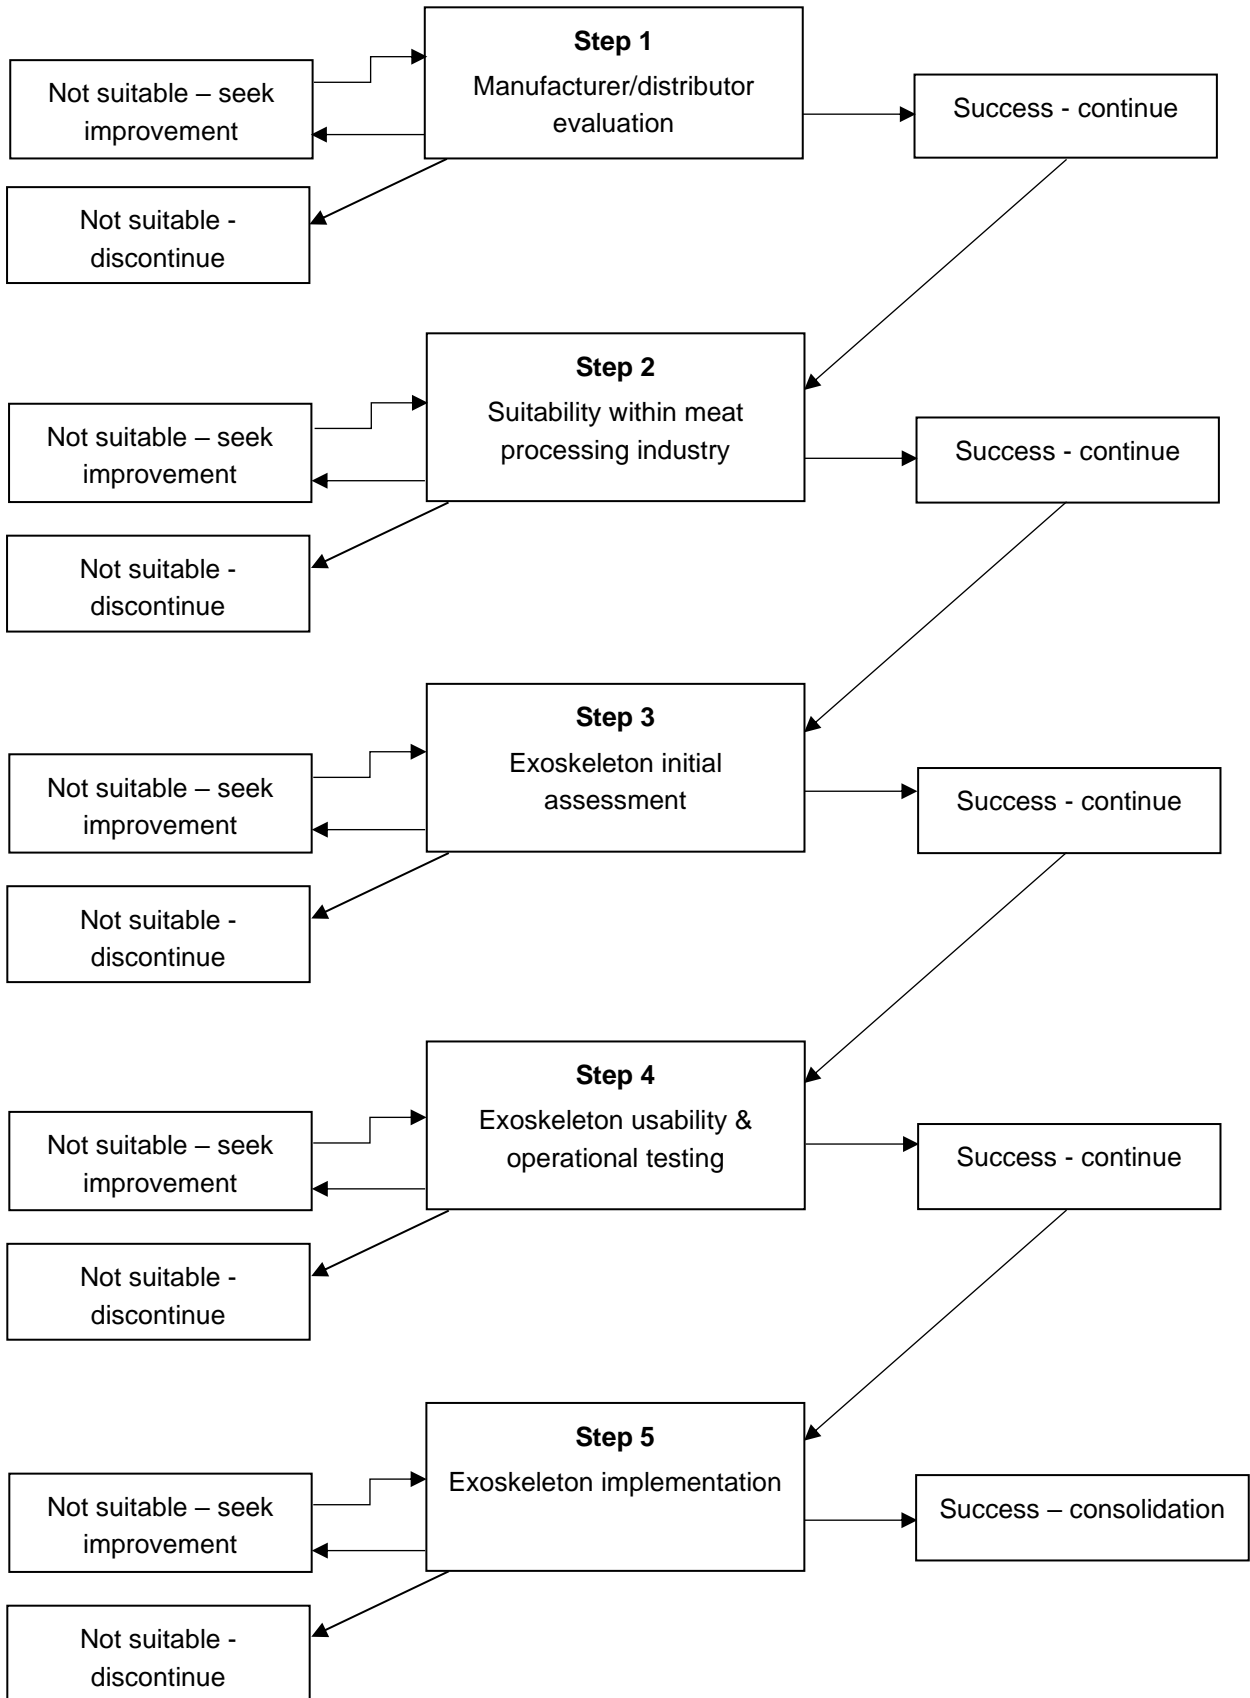 Step 1
Manufacturer/distributor
evaluation
Not suitable – seek
improvement
Success - continue
Not suitable -
discontinue
Step 2
Suitability within meat
processing industry
Not suitable – seek
improvement
Success - continue
Not suitable -
discontinue
Step 3
Exoskeleton initial
assessment
Not suitable – seek
improvement
Success - continue
Not suitable -
discontinue
Step 4
Exoskeleton usability &
operational testing
Not suitable – seek
improvement
Success - continue
Not suitable -
discontinue
Step 5
Exoskeleton implementation
Not suitable – seek
improvement
Success – consolidation
Not suitable -
discontinue